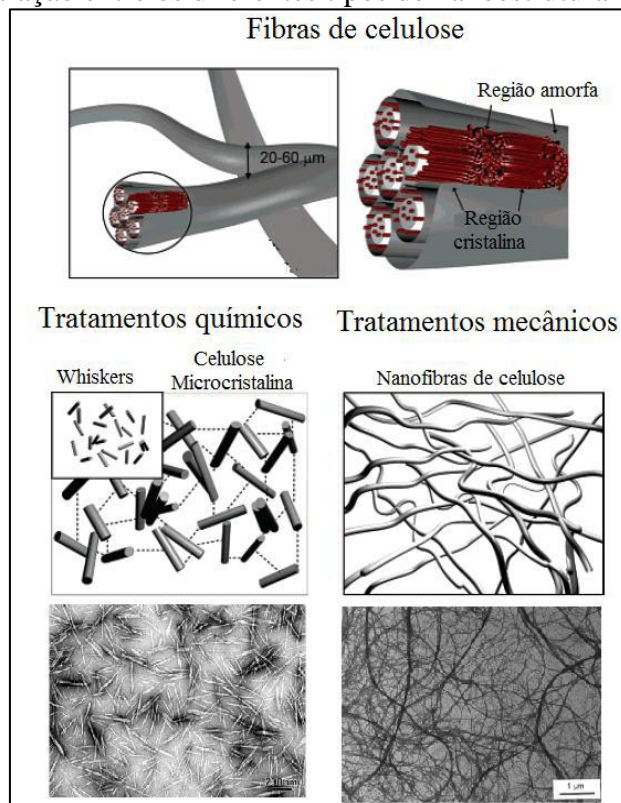 Fibras de celulose
Região amorfa
20-60 µm
Região
cristalina
Tratamentos químicos
Tratamentos mecânicos
Whiskers
Celulose
Microcristalina
Nanofibras de celulose
1 µm